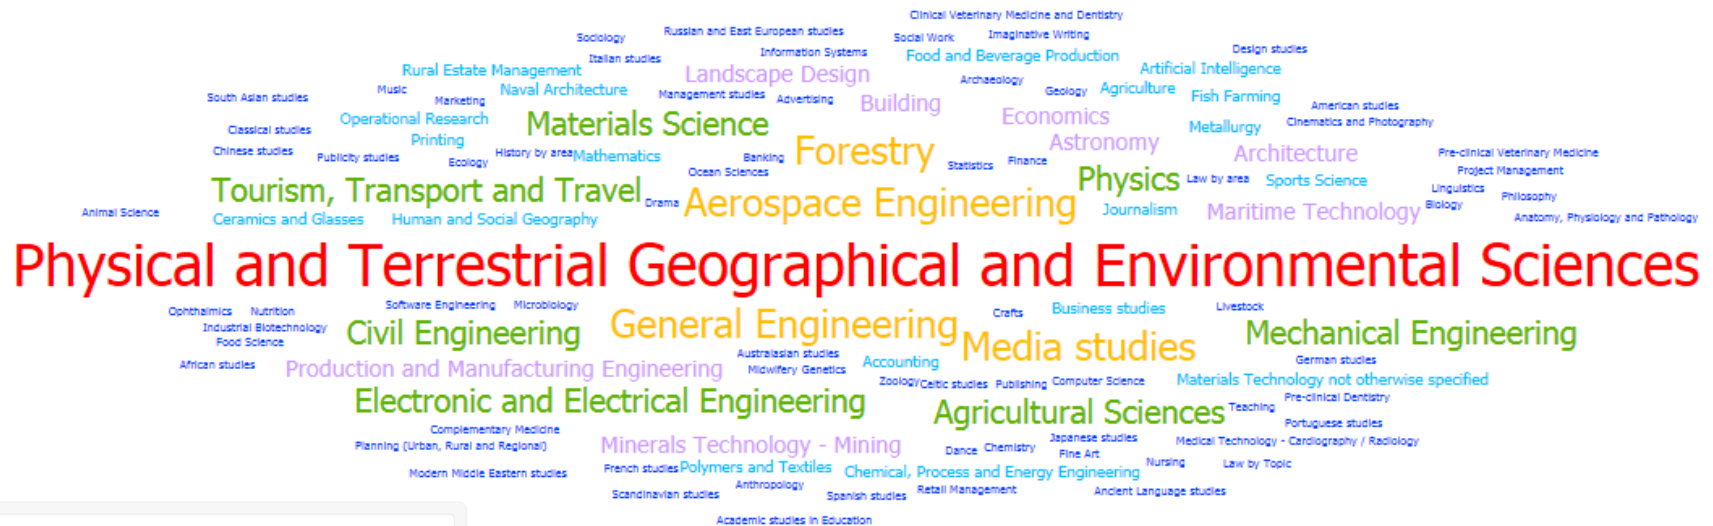 Clinical Veterinary Medicine and Dentistry
Russian and East European studies
Sociology
Social Work
Imaginative Writing
Information Systems
Design studies
Italian studies
Food and Beverage Production
Rural Estate Management
Landscape Design
Artificial Intelligence
Archaeology
Music
Naval Architecture
Management studies
Geology
Agriculture
South Asian studies
Marketing
Advertising
Building
Fish Farming
American studies
Operational Research
Materials Science
Economics
Cinematics and Photography
Classical studies
Metallurgy
Printing
Astronomy
Chinese studies
Publicity studies
History by area
Mathematics
Banking
Forestry
Architecture
Pre-clinical Veterinary Medicine
Ecology
Statistics
Finance
Ocean Sciences
Project Management
Tourism, Transport and Travel
Physics
Law by area
Sports Science
Linguistics
Philosophy
Drama
Aerospace Engineering
Biology
Animal Science
Journalism
Maritime Technology
Ceramics and Glasses
Human and Social Geography
Anatomy, Physiology and Pathology
Physical and Terrestrial Geographical and Environmental Sciences
Software Engineering
Microbiology
Business studies
Livestock
Ophthalmics
Nutrition
Crafts
Industrial Biotechnology
General Engineering
Civil Engineering
Mechanical Engineering
Food Science
Media studies
Australasian studies
German studies
African studies
Production and Manufacturing Engineering
Midwifery
Genetics
Accounting
Zoology
Celtic studies
Publishing
Computer Science
Materials Technology not otherwise specified
Electronic and Electrical Engineering
Pre-clinical Dentistry
Agricultural Sciences
Teaching
Portuguese studies
Complementary Medicine
Planning (Urban, Rural and Regional)
Minerals Technology - Mining
Japanese studies
Medical Technology - Cardiography / Radiology
Dance
Chemistry
Fine Art
Modern Middle Eastern studies
French studies
Polymers and Textiles
Chemical, Process and Energy Engineering
Nursing
Law by Topic
Anthropology
Scandinavian studies
Spanish studies
Retail Management
Ancient Language studies
Academic studies in Education